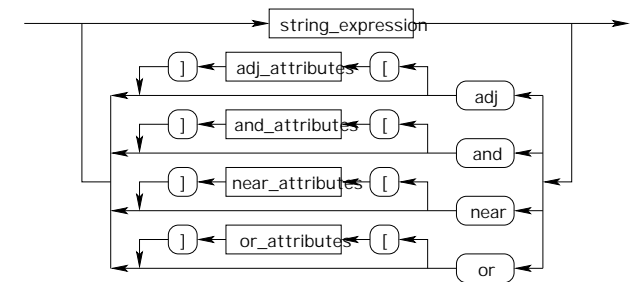 string_expression
] adj_attributes [
adj
] and_attributes [
and
] near_attributes [
near
] or_attributes [
or